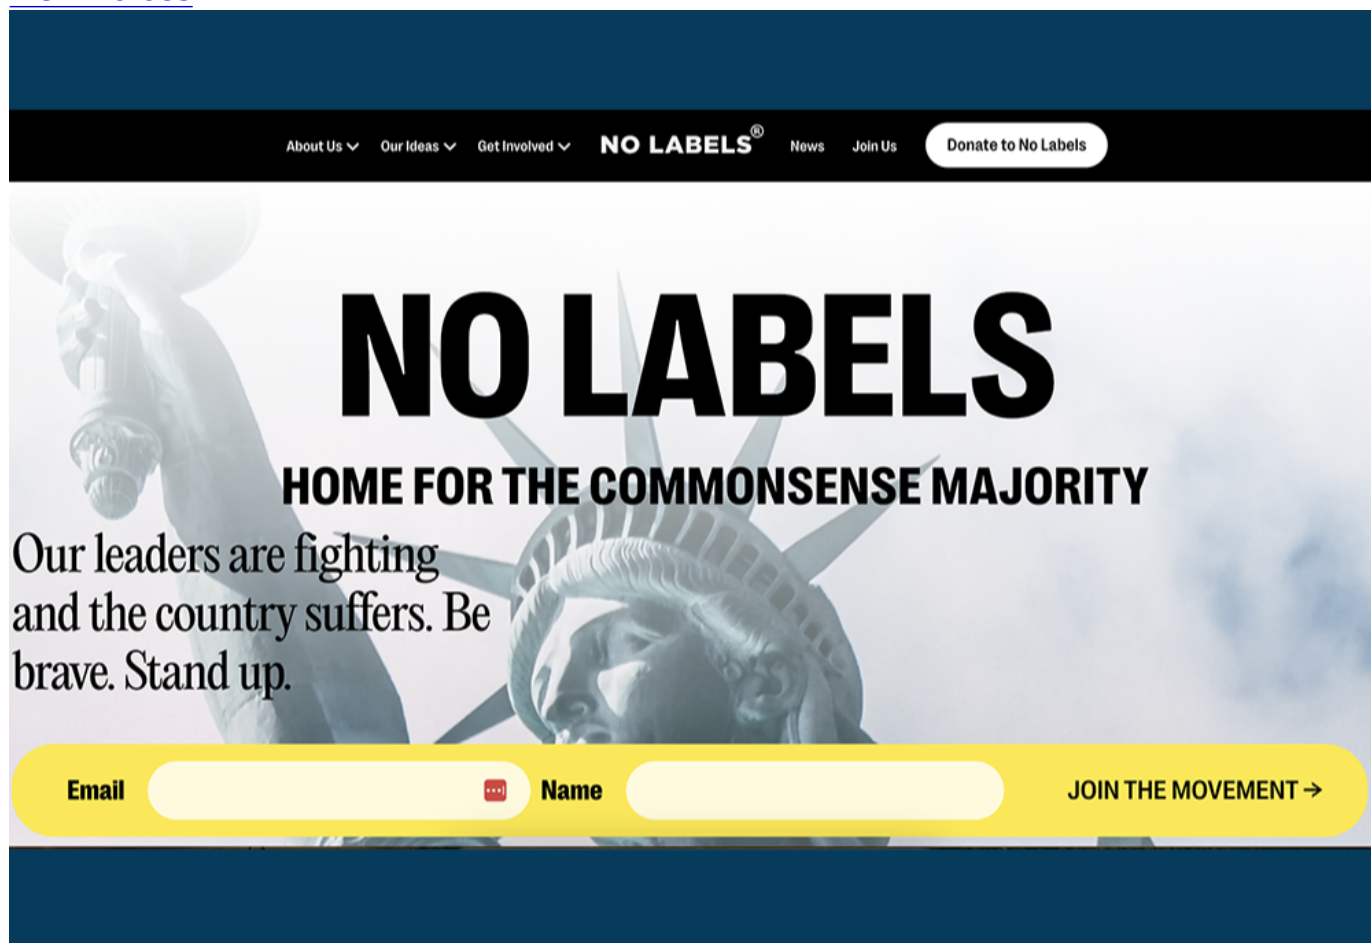 About Us
Our Ideas
Get Involved
NO LABELS®
News
Join Us
Donate to No Labels
NO LABELS
HOME FOR THE COMMONSENSE MAJORITY
Our leaders are fighting
and the country suffers. Be
brave. Stand up.
Email
Name
JOIN THE MOVEMENT →